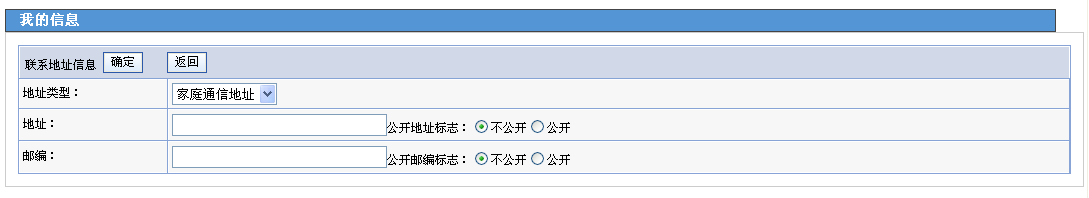 我的信息
联系地址信息 确定 返回
地址类型： 家庭通信地址
地址： 公开地址标志： 不公开 公开
邮编： 公开邮编标志： 不公开 公开